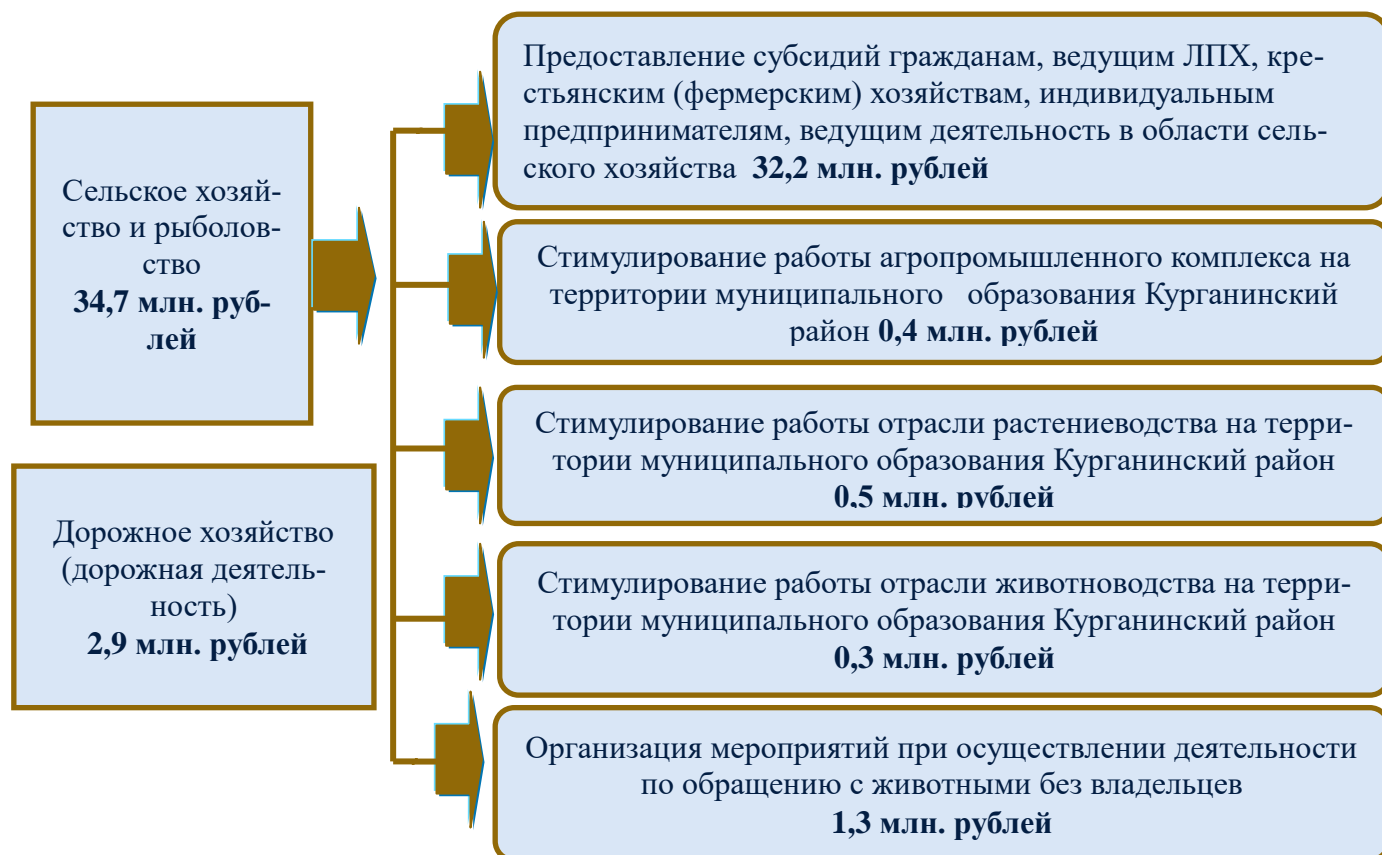 Сельское хозяй-
ство и рыболов-
ство
34,7 млн. руб-
лей
Дорожное хозяйство
(дорожная деятель-
ность)
2,9 млн. рублей
Предоставление субсидий гражданам, ведущим ЛПХ, кре-
стьянским (фермерским) хозяйствам, индивидуальным
предпринимателям, ведущим деятельность в области сель-
ского хозяйства 32,2 млн. рублей
Стимулирование работы агропромышленного комплекса на
территории муниципального образования Курганинский
район 0,4 млн. рублей
Стимулирование работы отрасли растениеводства на терри-
тории муниципального образования Курганинский район
0,5 млн. рублей
Стимулирование работы отрасли животноводства на терри-
тории муниципального образования Курганинский район
0,3 млн. рублей
Организация мероприятий при осуществлении деятельности
по обращению с животными без владельцев
1,3 млн. рублей